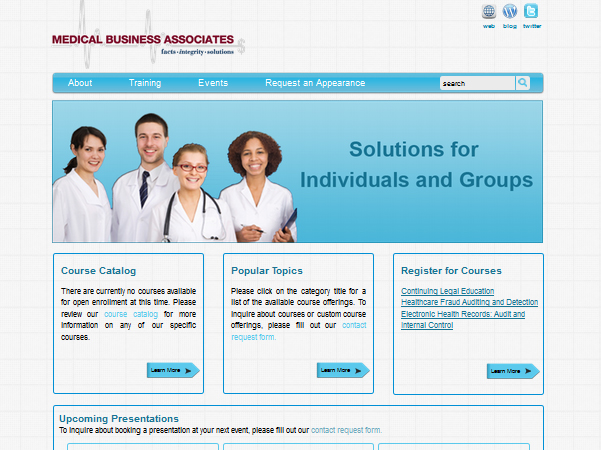 MEDICAL BUSINESS ASSOCIATES
facts • integrity • solutions
$
web blog twitter
About Training Events Request an Appearance
search
Solutions for
Individuals and Groups
Course Catalog
There are currently no courses available
for open enrollment at this time. Please
review our course catalog for more
information on any of our specific
courses.
Learn More
Popular Topics
Please click on the category title for a
list of the available course offerings. To
inquire about courses or custom course
offerings, please fill out our contact
request form.
Learn More
Register for Courses
Continuing Legal Education
Healthcare Fraud Auditing and Detection
Electronic Health Records: Audit and
Internal Control
Learn More
Upcoming Presentations
To inquire about booking a presentation at your next event, please fill out our contact request form.